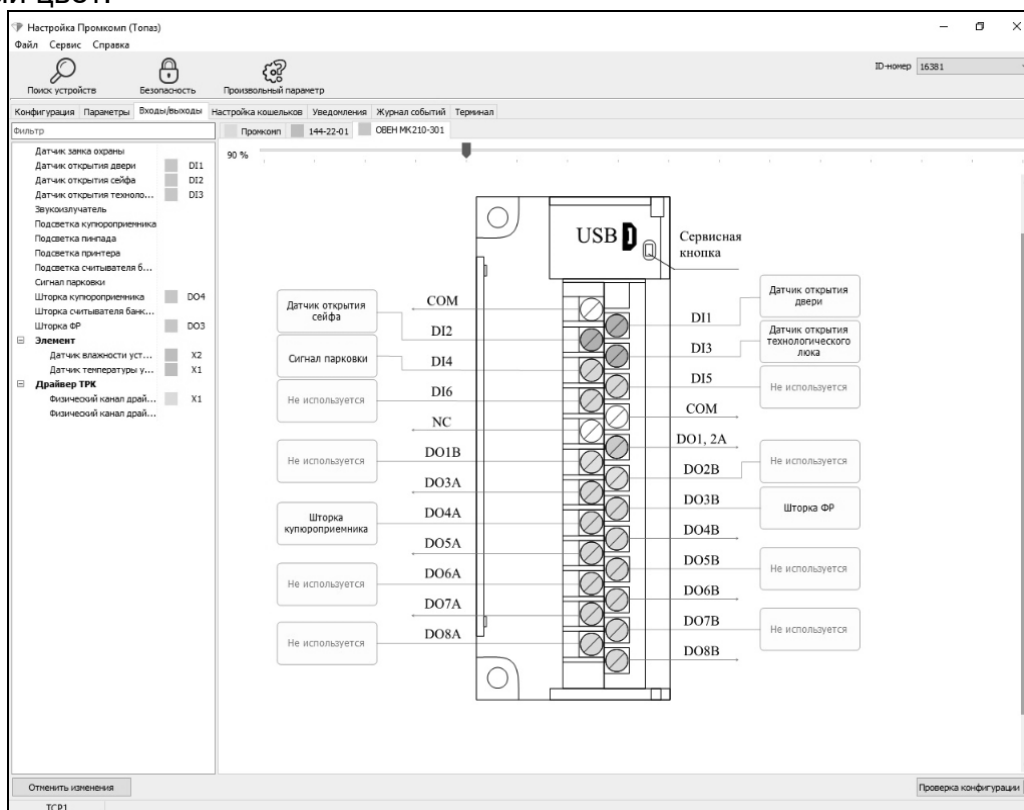 Настройка Промкомп (Топаз)
Файл Сервис Справка
Поиск устройств Безопасность Произвольный параметр
ID-номер 16381
Конфигурация Параметры Входы/выходы Настройка кошельков Уведомления Журнал событий Терминал
Фильтр
Промкомп 144-22-01 ОВЕН МК210-301
90 %
Датчик замка охраны
Датчик открытия двери DI1
Датчик открытия сейфа DI2
Датчик открытия техноло... DI3
Звукоизлучатель
Подсветка купюроприемника
Подсветка пинпада
Подсветка принтера
Подсветка считывателя б...
Сигнал парковки
Шторка купюроприемника DO4
Шторка считывателя банк...
Шторка ФР DO3
Элемент
Датчик влажности уст... X2
Датчик температуры у... X1
Драйвер ТРК
Физический канал драй... X1
Физический канал драй...
USB
Сервисная
кнопка
Датчик открытия
сейфа
COM
DI2
Сигнал парковки
DI4
Не используется
DI6
NC
Не используется
DO1B
DO3A
Шторка
купюроприемника
DO4A
DO5A
Не используется
DO6A
DO7A
Не используется
DO8A
Датчик открытия
двери
DI1
Датчик открытия
технологического
люка
DI3
DI5
Не используется
COM
DO1, 2A
DO2B
Не используется
DO3B
Шторка ФР
DO4B
DO5B
Не используется
DO6B
DO7B
Не используется
DO8B
Отменить изменения
Проверка конфигурации
TCP1